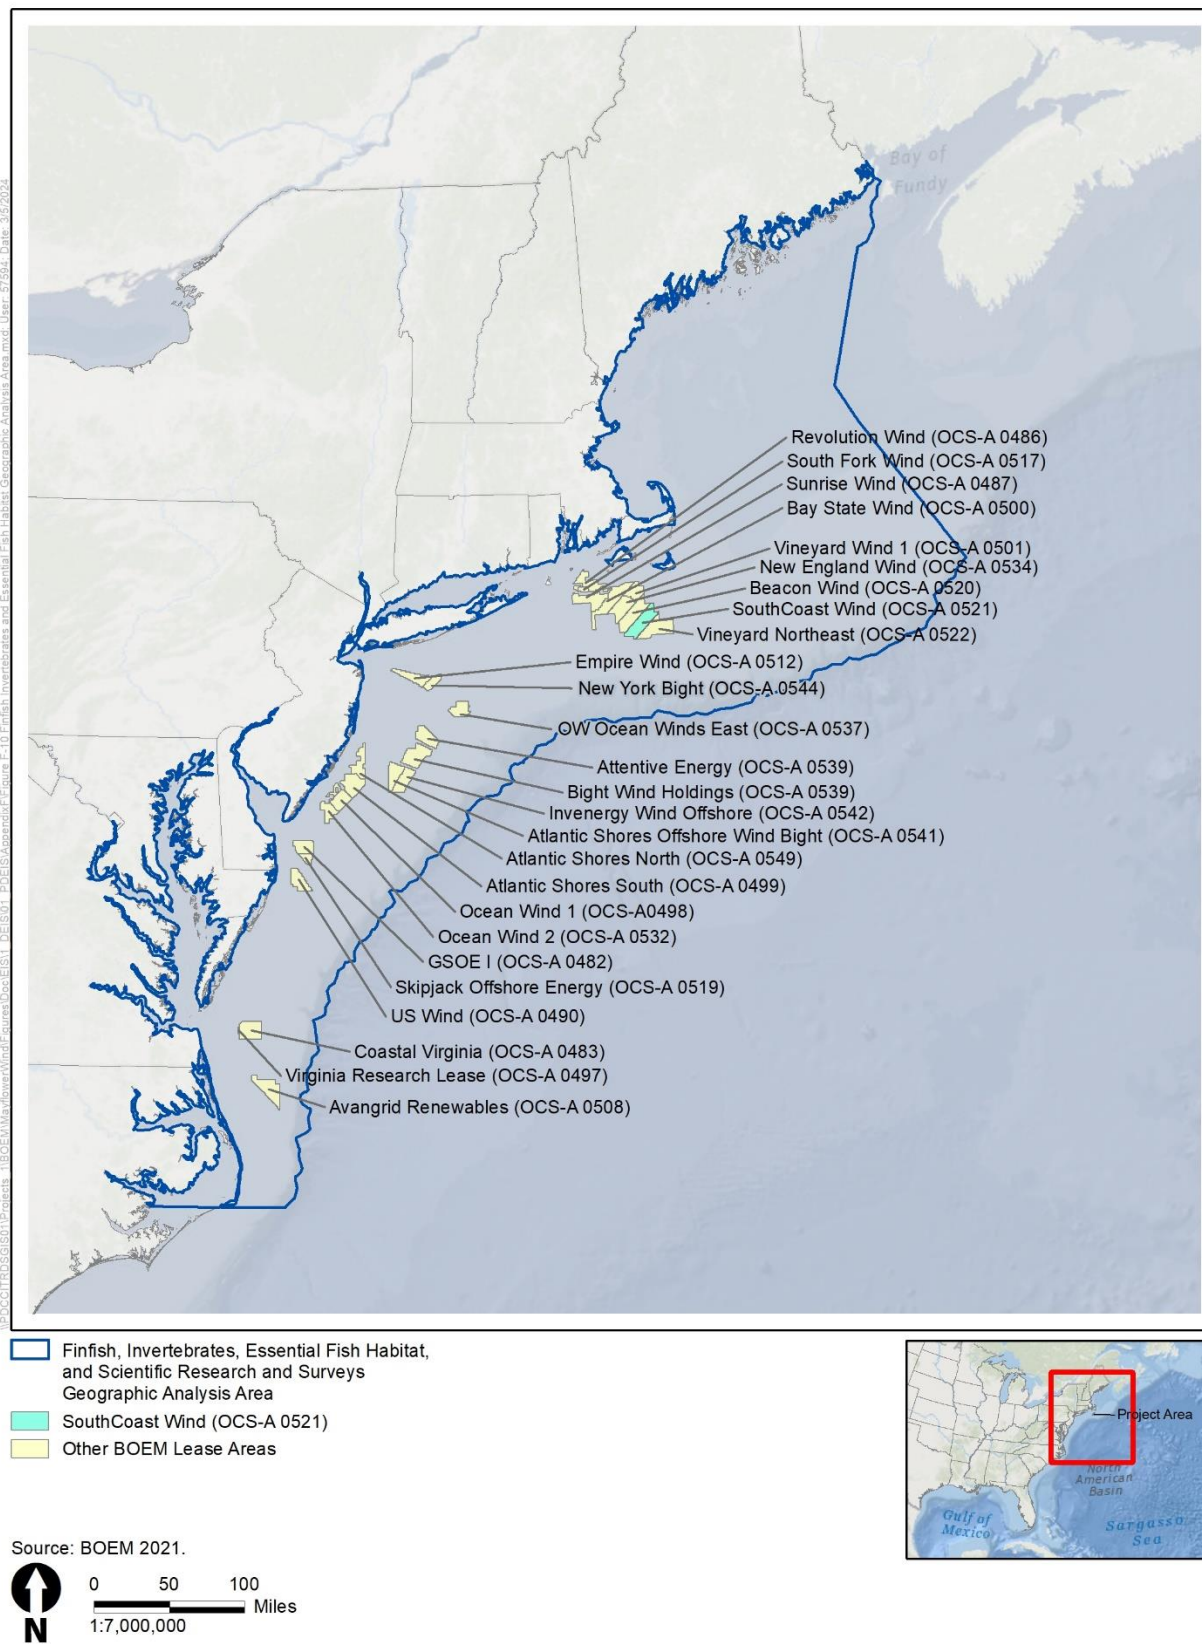 Bay of
Fundy
Revolution Wind (OCS-A 0486)
South Fork Wind (OCS-A 0517)
Sunrise Wind (OCS-A 0487)
Bay State Wind (OCS-A 0500)
Vineyard Wind 1 (OCS-A 0501)
New England Wind (OCS-A 0534)
Beacon Wind (OCS-A 0520)
SouthCoast Wind (OCS-A 0521)
Vineyard Northeast (OCS-A 0522)
Empire Wind (OCS-A 0512)
New York Bight (OCS-A 0544)
OW Ocean Winds East (OCS-A 0537)
Attentive Energy (OCS-A 0539)
Bight Wind Holdings (OCS-A 0539)
Invenergy Wind Offshore (OCS-A 0542)
Atlantic Shores Offshore Wind Bight (OCS-A 0541)
Atlantic Shores North (OCS-A 0549)
Atlantic Shores South (OCS-A 0499)
Ocean Wind 1 (OCS-A0498)
Ocean Wind 2 (OCS-A 0532)
GSOE I (OCS-A 0482)
Skipjack Offshore Energy (OCS-A 0519)
US Wind (OCS-A 0490)
Coastal Virginia (OCS-A 0483)
Virginia Research Lease (OCS-A 0497)
Avangrid Renewables (OCS-A 0508)
Finfish, Invertebrates, Essential Fish Habitat,
and Scientific Research and Surveys
Geographic Analysis Area
SouthCoast Wind (OCS-A 0521)
Other BOEM Lease Areas
Project Area
North
American
Basin
Gulf of
Mexico
Sargasso
Sea
Source: BOEM 2021.
N
0 50 100
Miles
1:7,000,000